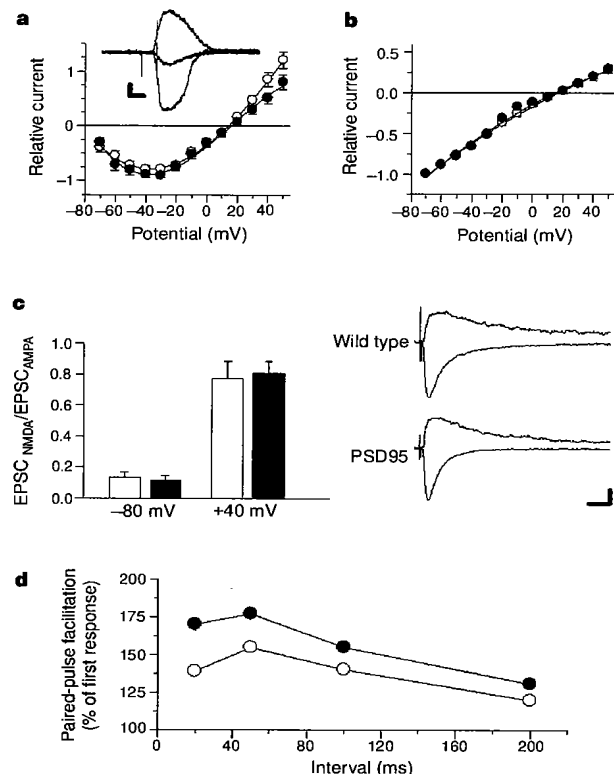 a
Relative current
1
0
−1
−80
−40
0
20
40
Potential (mV)
b
Relative current
0.5
0.0
−0.5
−1.0
−80 −60 −40 −20 0 20 40
Potential (mV)
c
EPSC NMDA/EPSC AMPA
1.0
0.8
0.6
0.4
0.2
0.0
−80 mV
+40 mV
Wild type
PSD95
d
Paired-pulse facilitation
(% of first response)
200
175
150
125
100
0 40 80 120 160 200
Interval (ms)